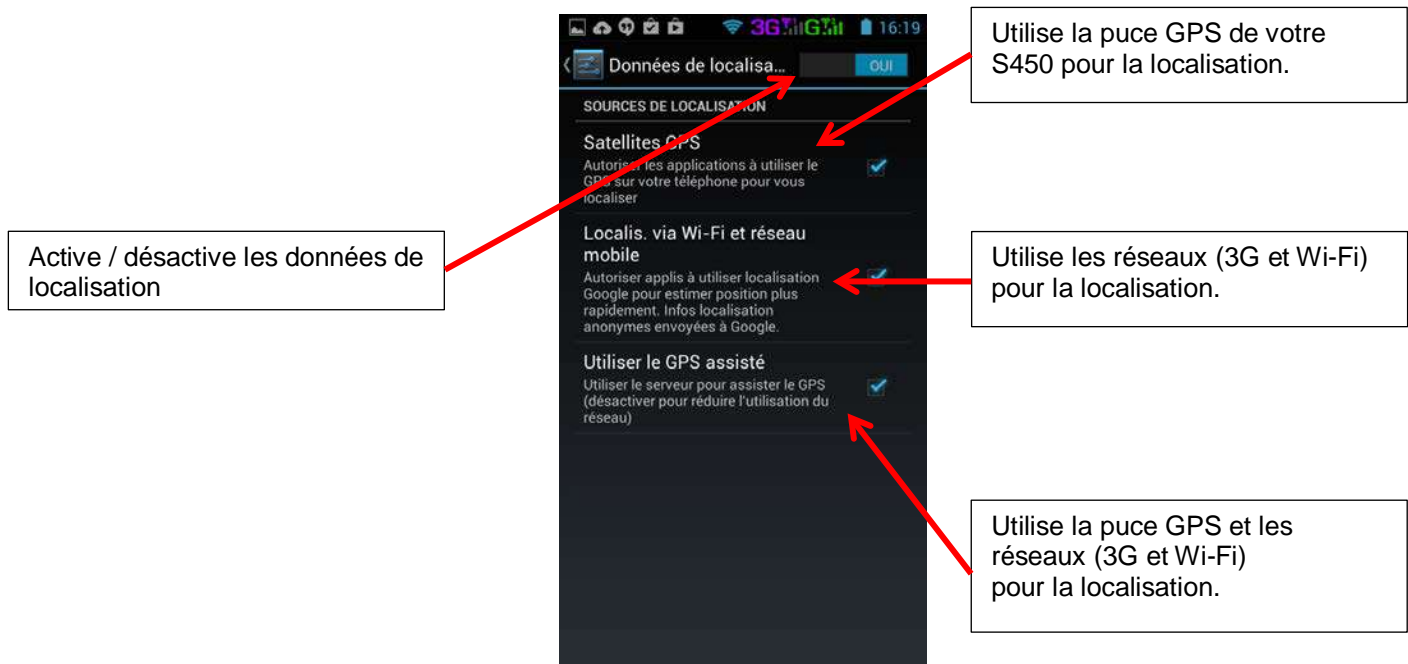 3G G 16:19
Données de localisa... OUI
SOURCES DE LOCALISATION
Satellites GPS
Autoriser les applications à utiliser le
GPS sur votre téléphone pour vous
localiser
Localis. via Wi-Fi et réseau
mobile
Autoriser applis à utiliser localisation
Google pour estimer position plus
rapidement. Infos localisation
anonymes envoyées à Google.
Utiliser le GPS assisté
Utiliser le serveur pour assister le GPS
(désactiver pour réduire l'utilisation du
réseau)
Active / désactive les données de
localisation
Utilise la puce GPS de votre
S450 pour la localisation.
Utilise les réseaux (3G et Wi-Fi)
pour la localisation.
Utilise la puce GPS et les
réseaux (3G et Wi-Fi)
pour la localisation.